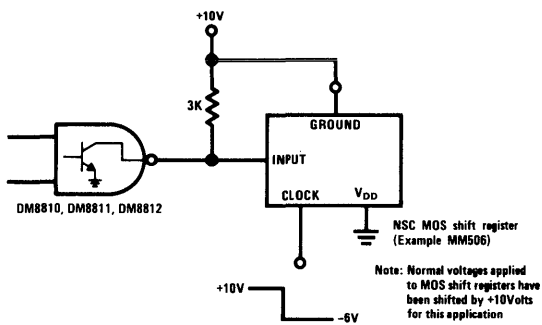 +10V
3K
GROUND
INPUT
CLOCK
VDD
DM8810, DM8811, DM8812
NSC MOS shift register
(Example MM506)
+10V
-6V
Note: Normal voltages applied
to MOS shift registers have
been shifted by +10Volts
for this application